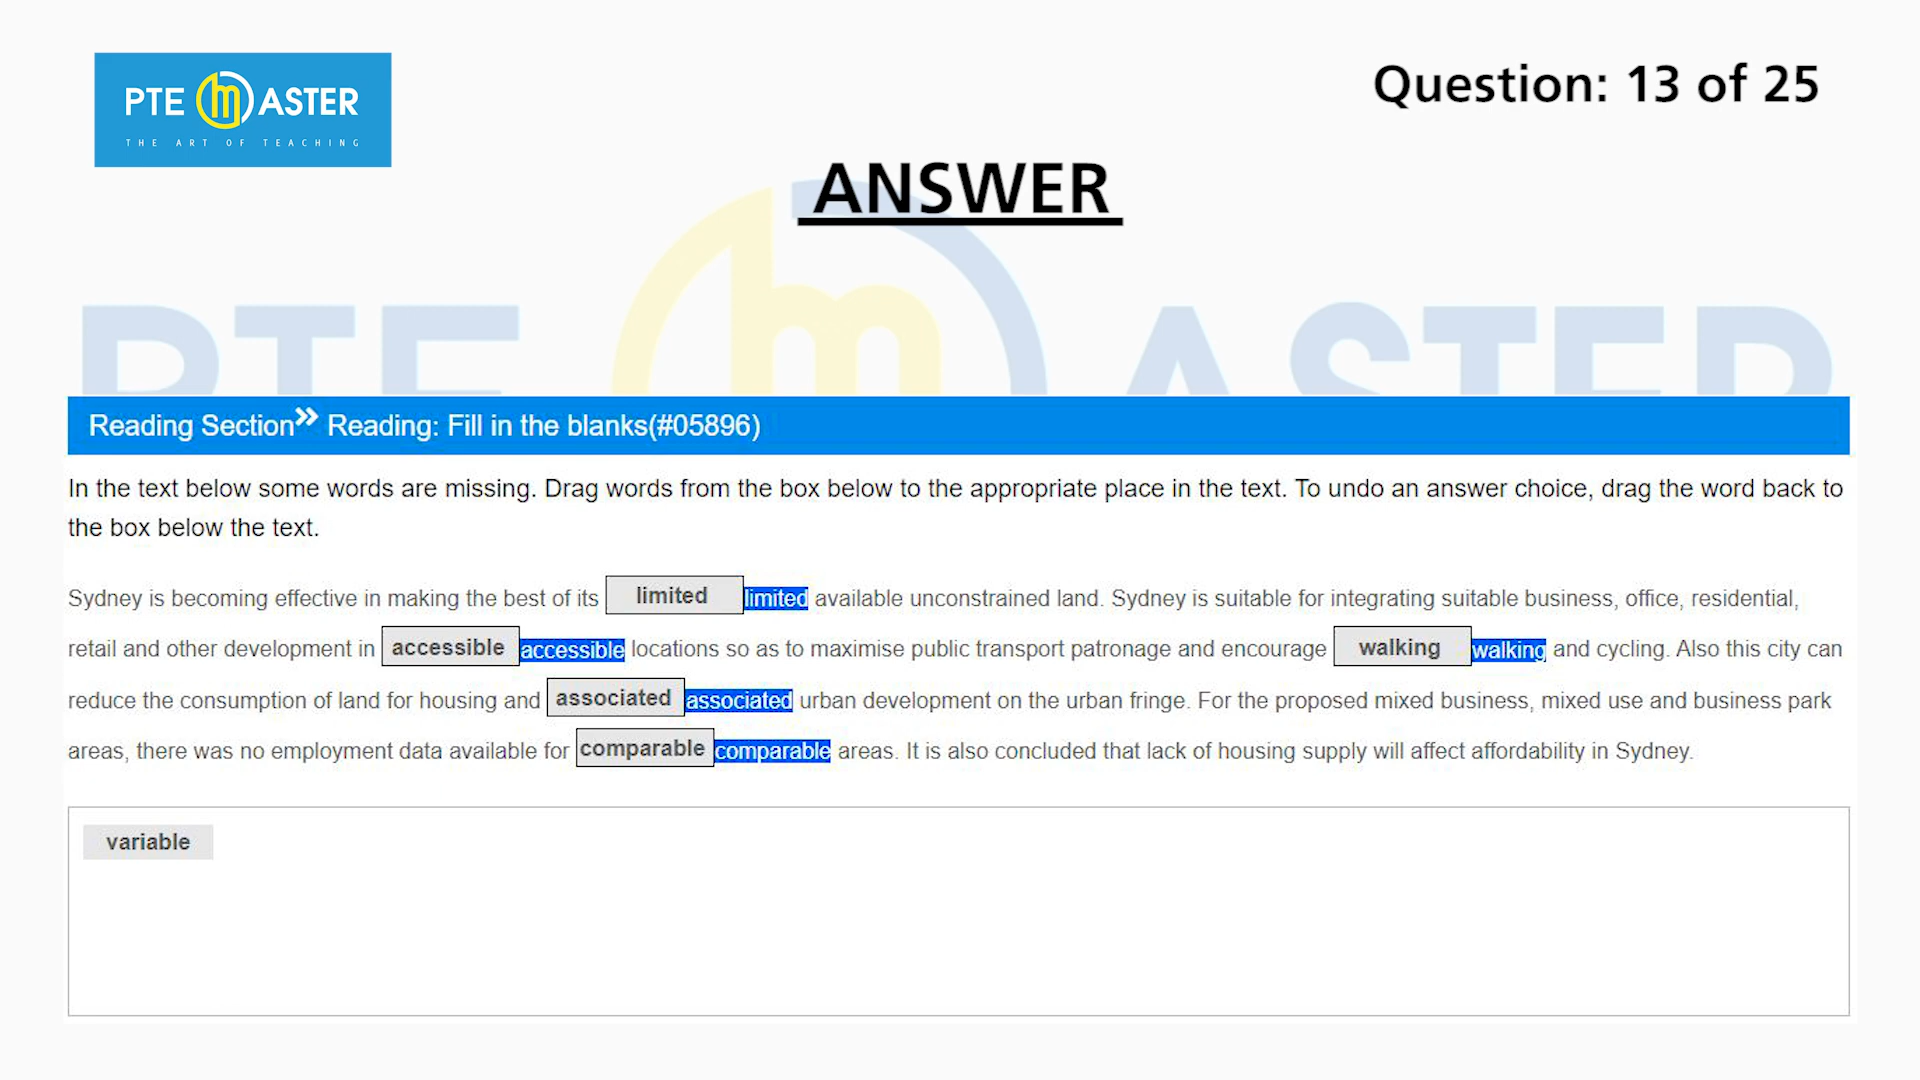 PTE MASTER
THE ART OF TEACHING
Question: 13 of 25
ANSWER
PTE MASTER
Reading Section» Reading: Fill in the blanks(#05896)
In the text below some words are missing. Drag words from the box below to the appropriate place in the text. To undo an answer choice, drag the word back to
the box below the text.
Sydney is becoming effective in making the best of its limited limited available unconstrained land. Sydney is suitable for integrating suitable business, office, residential,
retail and other development in accessible accessible locations so as to maximise public transport patronage and encourage walking walking and cycling. Also this city can
reduce the consumption of land for housing and associated associated urban development on the urban fringe. For the proposed mixed business, mixed use and business park
areas, there was no employment data available for comparable comparable areas. It is also concluded that lack of housing supply will affect affordability in Sydney.
variable